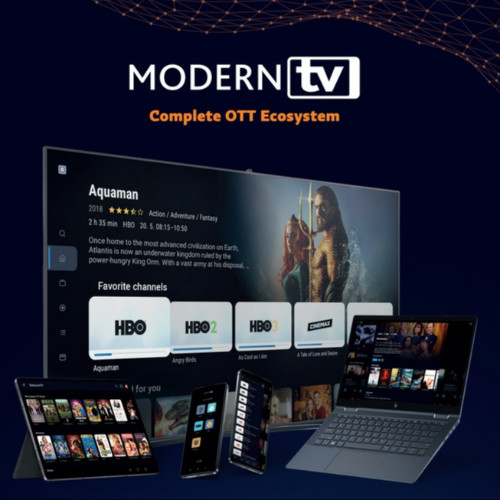 MODERN tv
Complete OTT Ecosystem
Aquaman
2018 Action / Adventure / Fantasy
2 h 35 min HBO 20. 5. 08:15 - 10:50
Once home to the most advanced civilization on Earth,
Atlantis is now an underwater kingdom ruled by the
power-hungry King Orm. With a vast army at his disposal, ...
Favorite channels
HBO HBO2 HBO3 CINEMAX
Aquaman Angry Birds As Cool as I Am A Tale of Love and Desire
for you